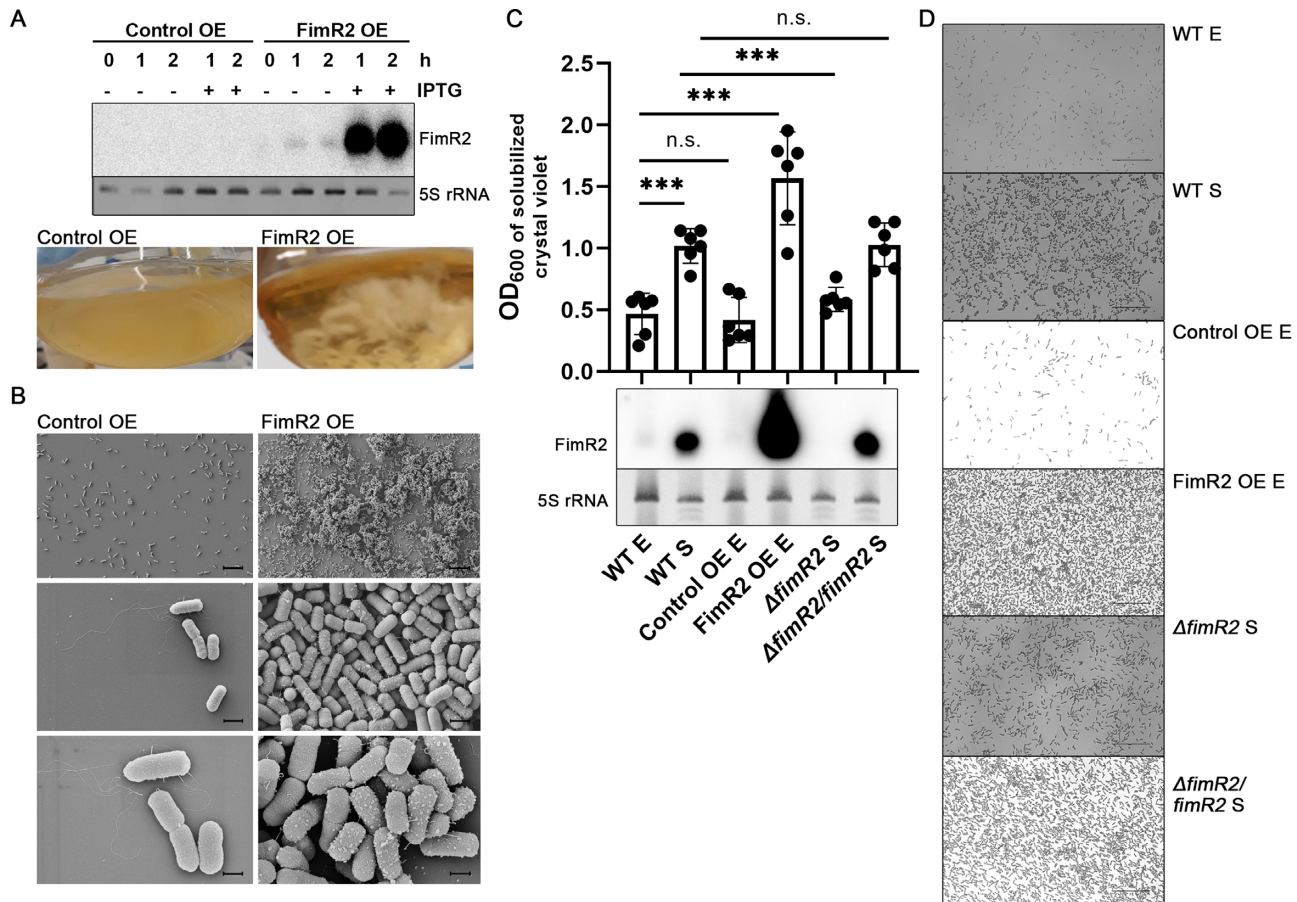 A
Control OE FimR2 OE
0 1 2 1 2 0 1 2 1 2 h
- - - + + - - - + + IPTG
FimR2
5S rRNA
Control OE FimR2 OE
B
Control OE FimR2 OE
C
n.s.
***
***
n.s.
***
OD600 of solubilized
crystal violet
2.5
2.0
1.5
1.0
0.5
0.0
FimR2
5S rRNA
WT E
WT S
Control OE E
FimR2 OE E
ΔfimR2 S
ΔfimR2/fimR2 S
D
WT E
WT S
Control OE E
FimR2 OE E
ΔfimR2 S
ΔfimR2/
fimR2 S